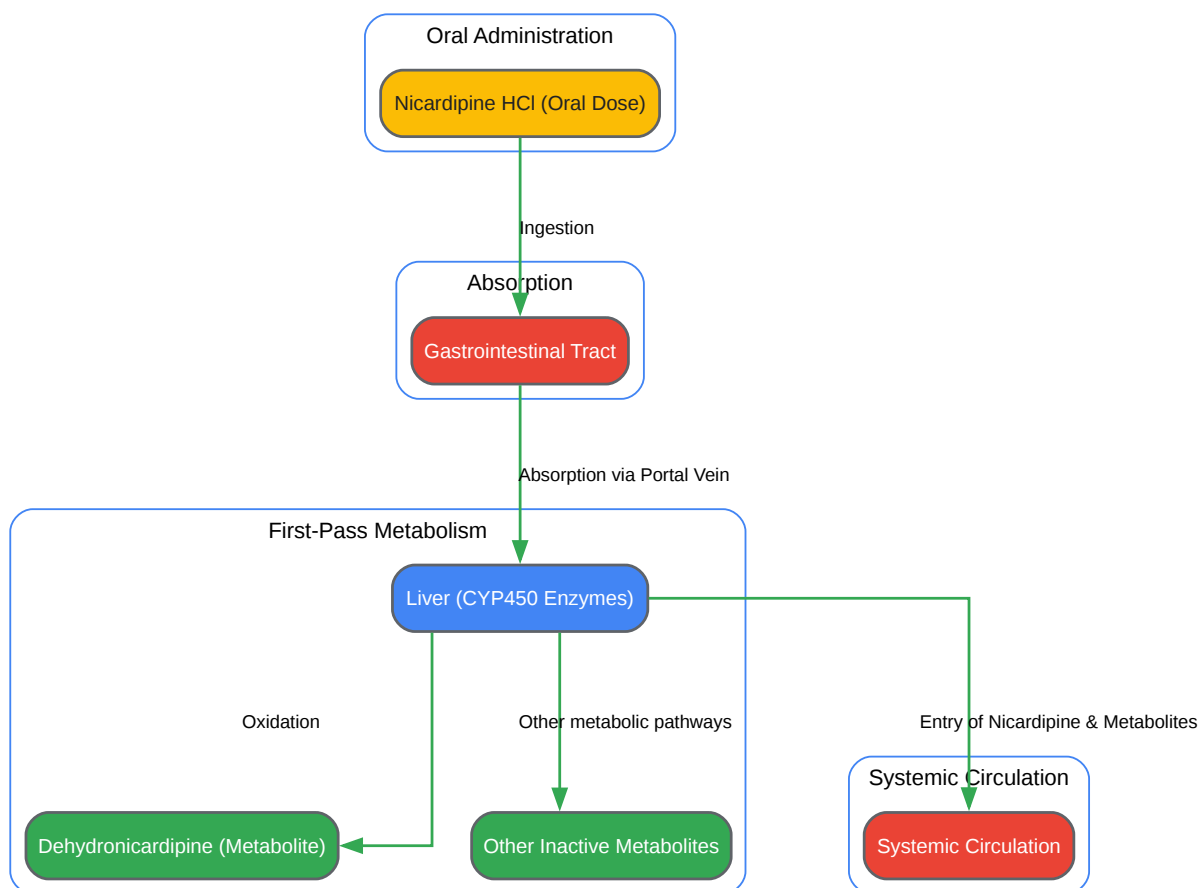 Oral Administration
Nicardipine HCl (Oral Dose)
Ingestion
Absorption
Gastrointestinal Tract
Absorption via Portal Vein
First-Pass Metabolism
Liver (CYP450 Enzymes)
Oxidation
Other metabolic pathways
Entry of Nicardipine & Metabolites
Systemic Circulation
Dehydronicardipine (Metabolite)
Other Inactive Metabolites
Systemic Circulation